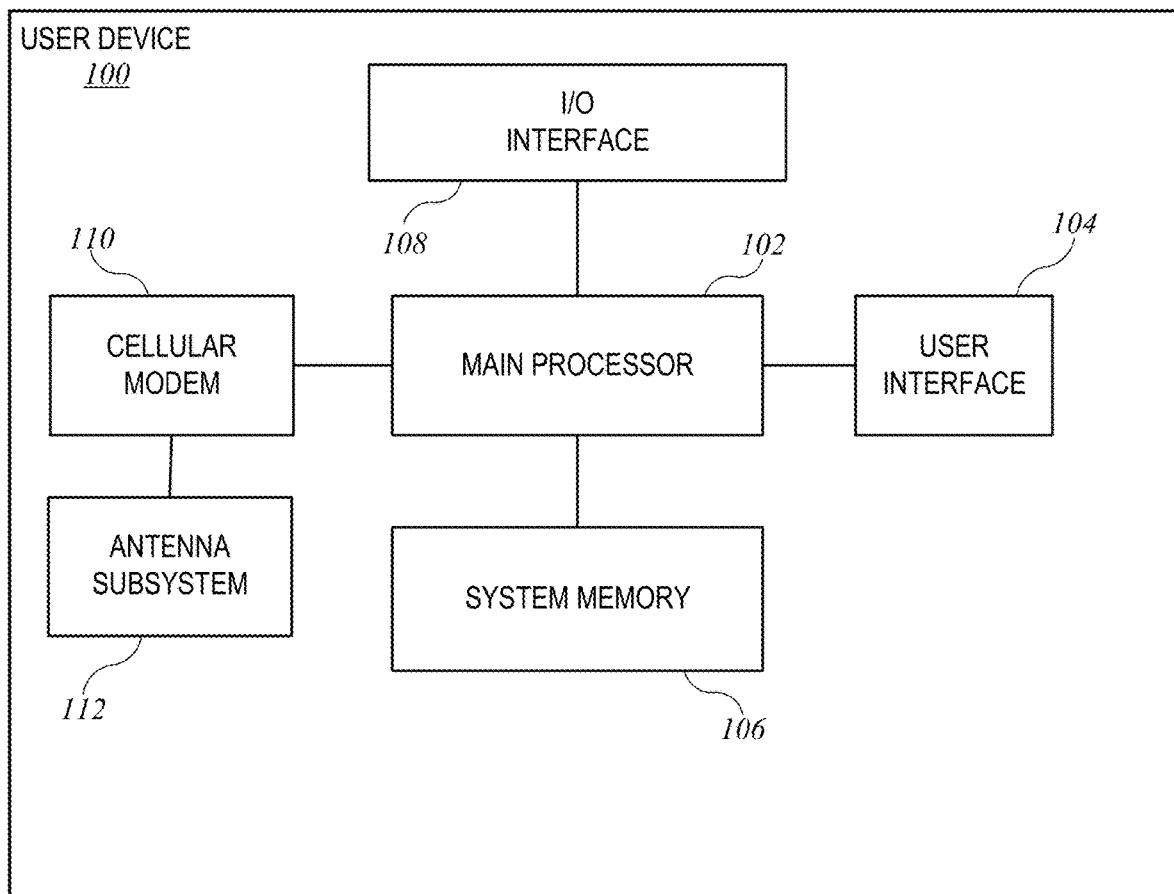 USER DEVICE
100
I/O
INTERFACE
108
110
102
104
CELLULAR
MODEM
MAIN PROCESSOR
USER
INTERFACE
ANTENNA
SUBSYSTEM
SYSTEM MEMORY
112
106